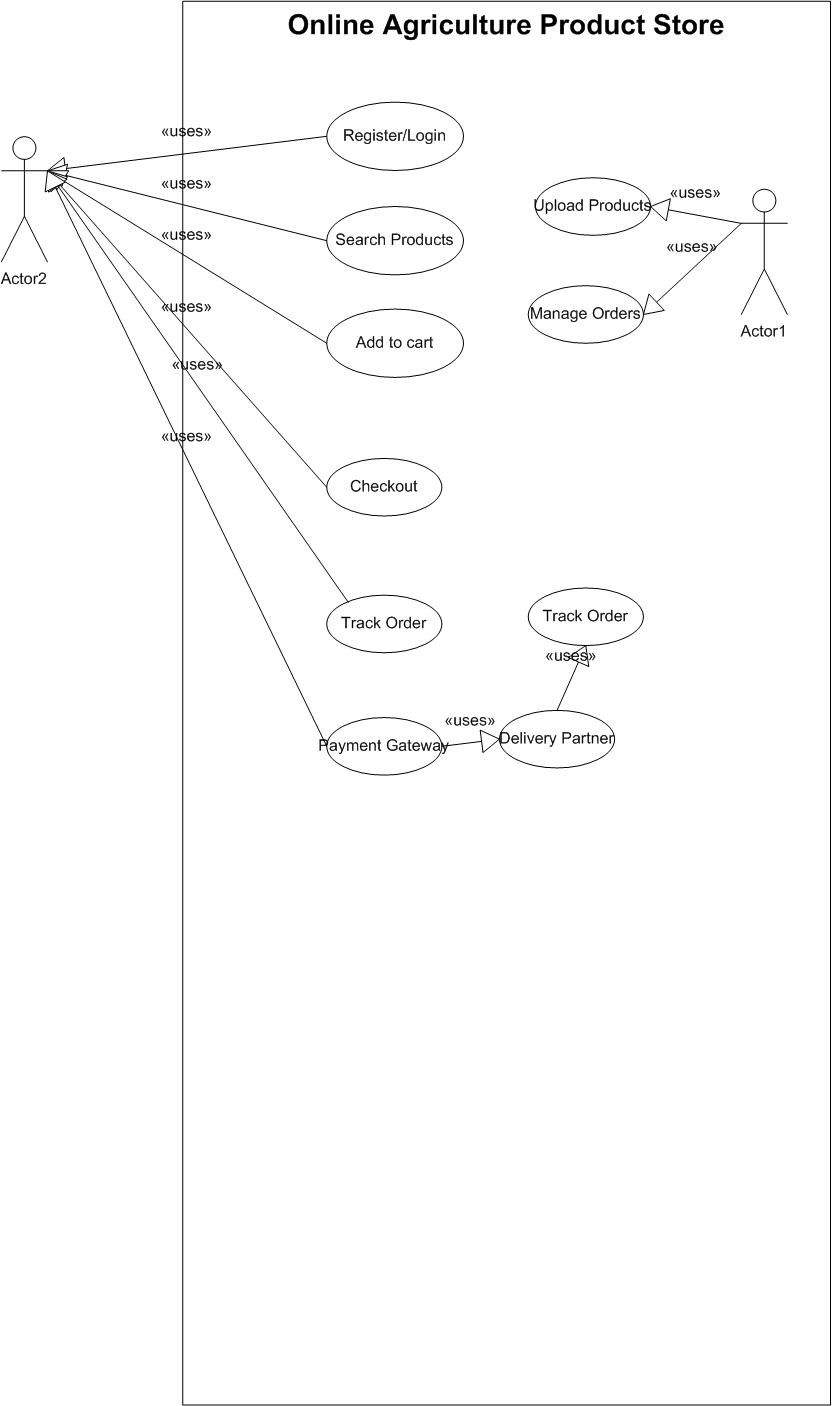 Online Agriculture Product Store
«uses»
Register/Login
«uses»
Search Products
«uses»
Add to cart
Actor2
«uses»
Checkout
«uses»
Track Order
«uses»
Payment Gateway
«uses»
Upload Products
«uses»
Manage Orders
Actor1
Track Order
«uses»
«uses»
Delivery Partner